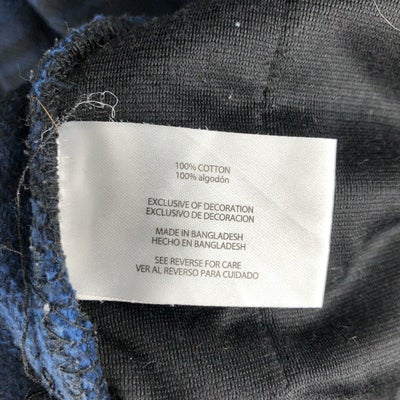 100% COTTON
100% algodón
EXCLUSIVE OF DECORATION
EXCLUSIVO DE DECORACION
MADE IN BANGLADESH
HECHO EN BANGLADESH
SEE REVERSE FOR CARE
VER AL REVERSO PARA CUIDADO